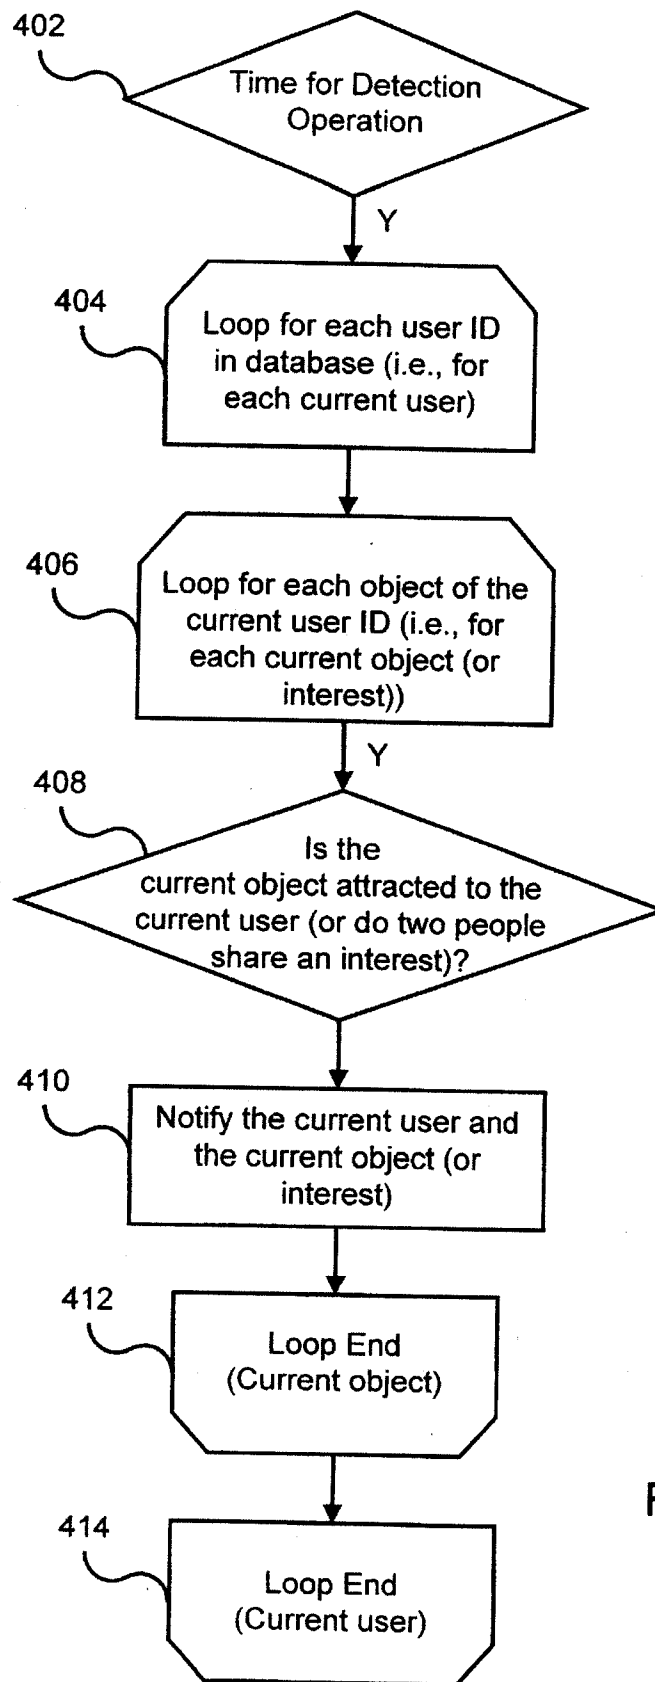 402
Time for Detection
Operation
Y
404
Loop for each user ID
in database (i.e., for
each current user)
406
Loop for each object of the
current user ID (i.e., for
each current object (or
interest))
Y
408
Is the
current object attracted to the
current user (or do two people
share an interest)?
410
Notify the current user and
the current object (or
interest)
412
Loop End
(Current object)
414
Loop End
(Current user)